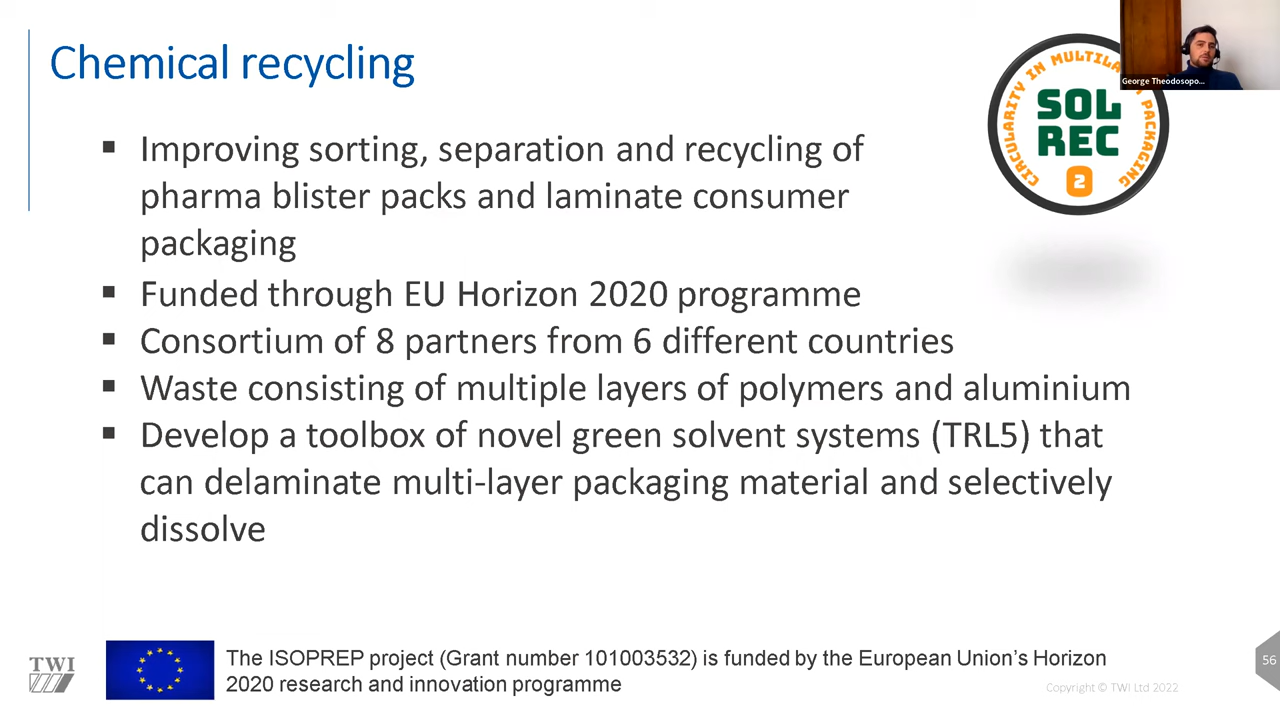 Chemical recycling
CIRCULARITY IN MULTILA PACKAGING
SOL
REC
2
George Theodosopo...
▪ Improving sorting, separation and recycling of
pharma blister packs and laminate consumer
packaging
▪ Funded through EU Horizon 2020 programme
▪ Consortium of 8 partners from 6 different countries
▪ Waste consisting of multiple layers of polymers and aluminium
▪ Develop a toolbox of novel green solvent systems (TRL5) that
can delaminate multi-layer packaging material and selectively
dissolve
TWI
The ISOPREP project (Grant number 101003532) is funded by the European Union’s Horizon
2020 research and innovation programme
Copyright © TWI Ltd 2022
56